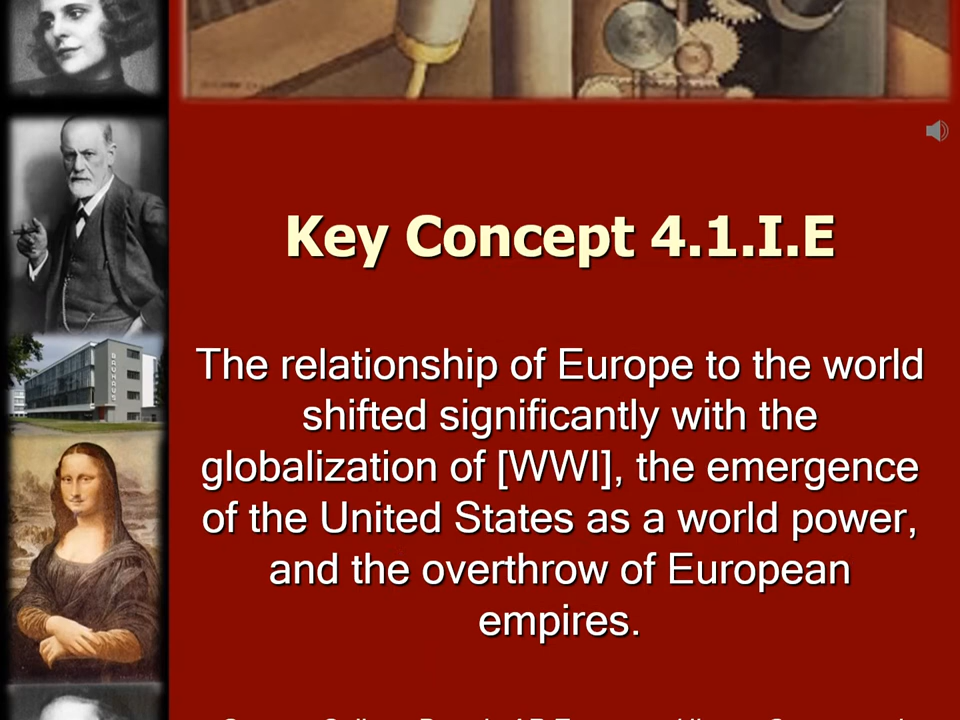 Key Concept 4.1.I.E
The relationship of Europe to the world
shifted significantly with the
globalization of [WWI], the emergence
of the United States as a world power,
and the overthrow of European
empires.
BAUHAUS